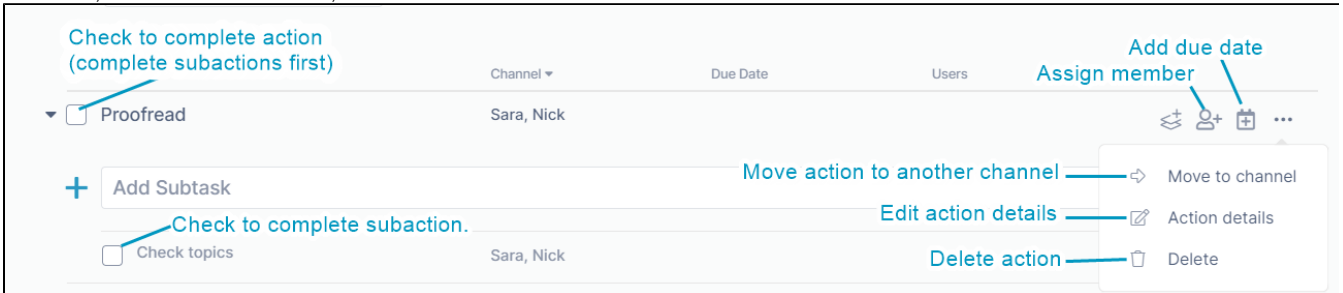 Check to complete action
(complete subactions first)
Add due date
Assign member
Channel Due Date Users
Proofread Sara, Nick
Move action to another channel Move to channel
Add Subtask
Edit action details Action details
Check to complete subaction.
Check topics Sara, Nick
Delete action Delete